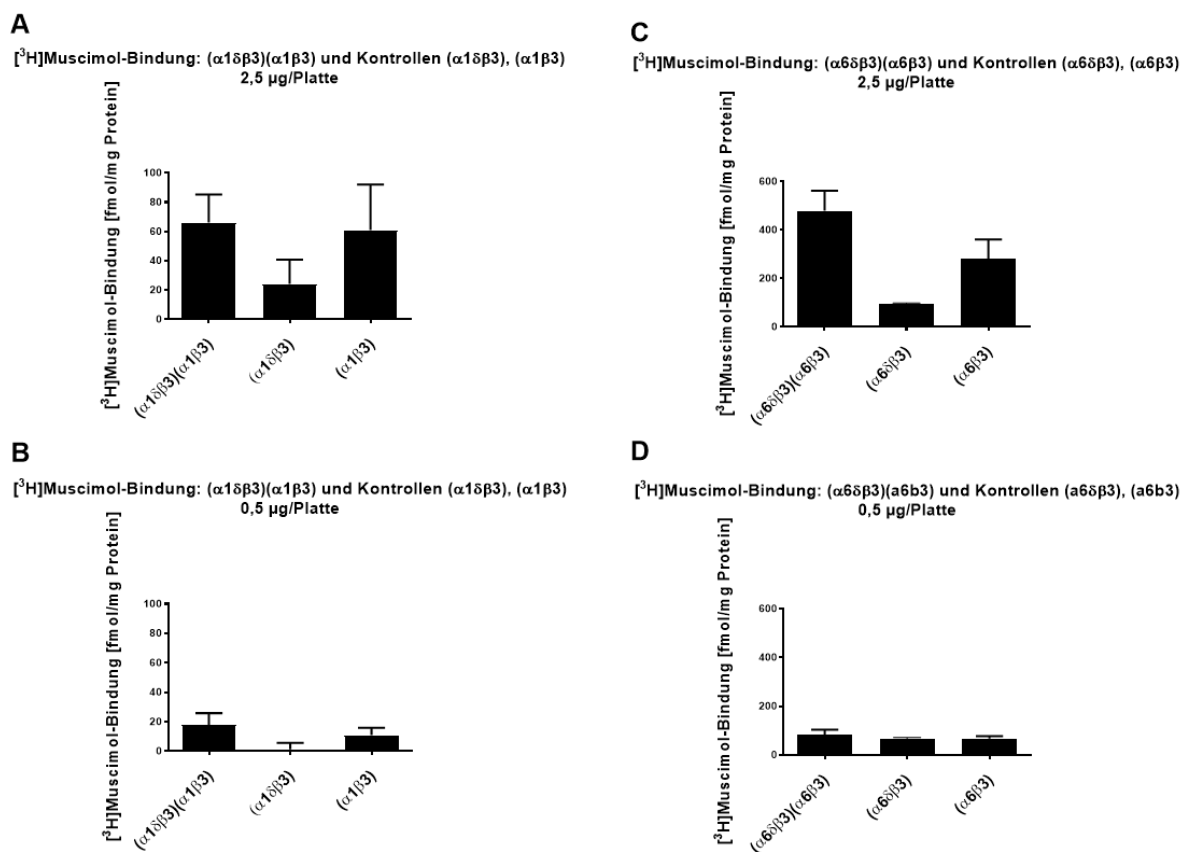 A
[³H]Muscimol-Bindung: (α1δβ3)(α1β3) und Kontrollen (α1δβ3), (α1β3)
2,5 µg/Platte
[³H]Muscimol-Bindung [fmol/mg Protein]
100
80
60
40
20
0
(α1δβ3)(α1β3)
(α1δβ3)
(α1β3)
B
[³H]Muscimol-Bindung: (α1δβ3)(α1β3) und Kontrollen (α1δβ3), (α1β3)
0,5 µg/Platte
[³H]Muscimol-Bindung [fmol/mg Protein]
100
80
60
40
20
0
(α1δβ3)(α1β3)
(α1δβ3)
(α1β3)
C
[³H]Muscimol-Bindung: (α6δβ3)(α6β3) und Kontrollen (α6δβ3), (α6β3)
2,5 µg/Platte
[³H]Muscimol-Bindung [fmol/mg Protein]
600
400
200
0
(α6δβ3)(α6β3)
(α6δβ3)
(α6β3)
D
[³H]Muscimol-Bindung: (α6δβ3)(a6b3) und Kontrollen (a6δβ3), (a6b3)
0,5 µg/Platte
[³H]Muscimol-Bindung [fmol/mg Protein]
600
400
200
0
(α6δβ3)(α6β3)
(α6δβ3)
(α6β3)